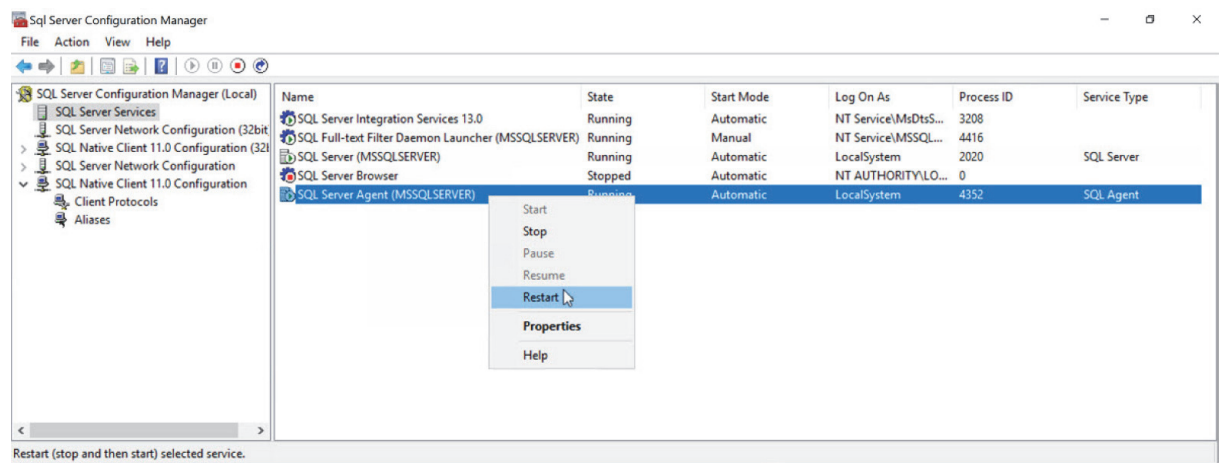 Sql Server Configuration Manager
File Action View Help
SQL Server Configuration Manager (Local)
SQL Server Services
SQL Server Network Configuration (32bit
SQL Native Client 11.0 Configuration (32l
SQL Server Network Configuration
SQL Native Client 11.0 Configuration
Client Protocols
Aliases
Name State Start Mode Log On As Process ID Service Type
SQL Server Integration Services 13.0 Running Automatic NT Service\MsDtsS... 3208
SQL Full-text Filter Daemon Launcher (MSSQLSERVER) Running Manual NT Service\MSSQL... 4416
SQL Server (MSSQLSERVER) Running Automatic LocalSystem 2020 SQL Server
SQL Server Browser Stopped Automatic NT AUTHORITY\LO... 0
SQL Server Agent (MSSQLSERVER) Running Automatic LocalSystem 4352 SQL Agent
Start
Stop
Pause
Resume
Restart
Properties
Help
Restart (stop and then start) selected service.